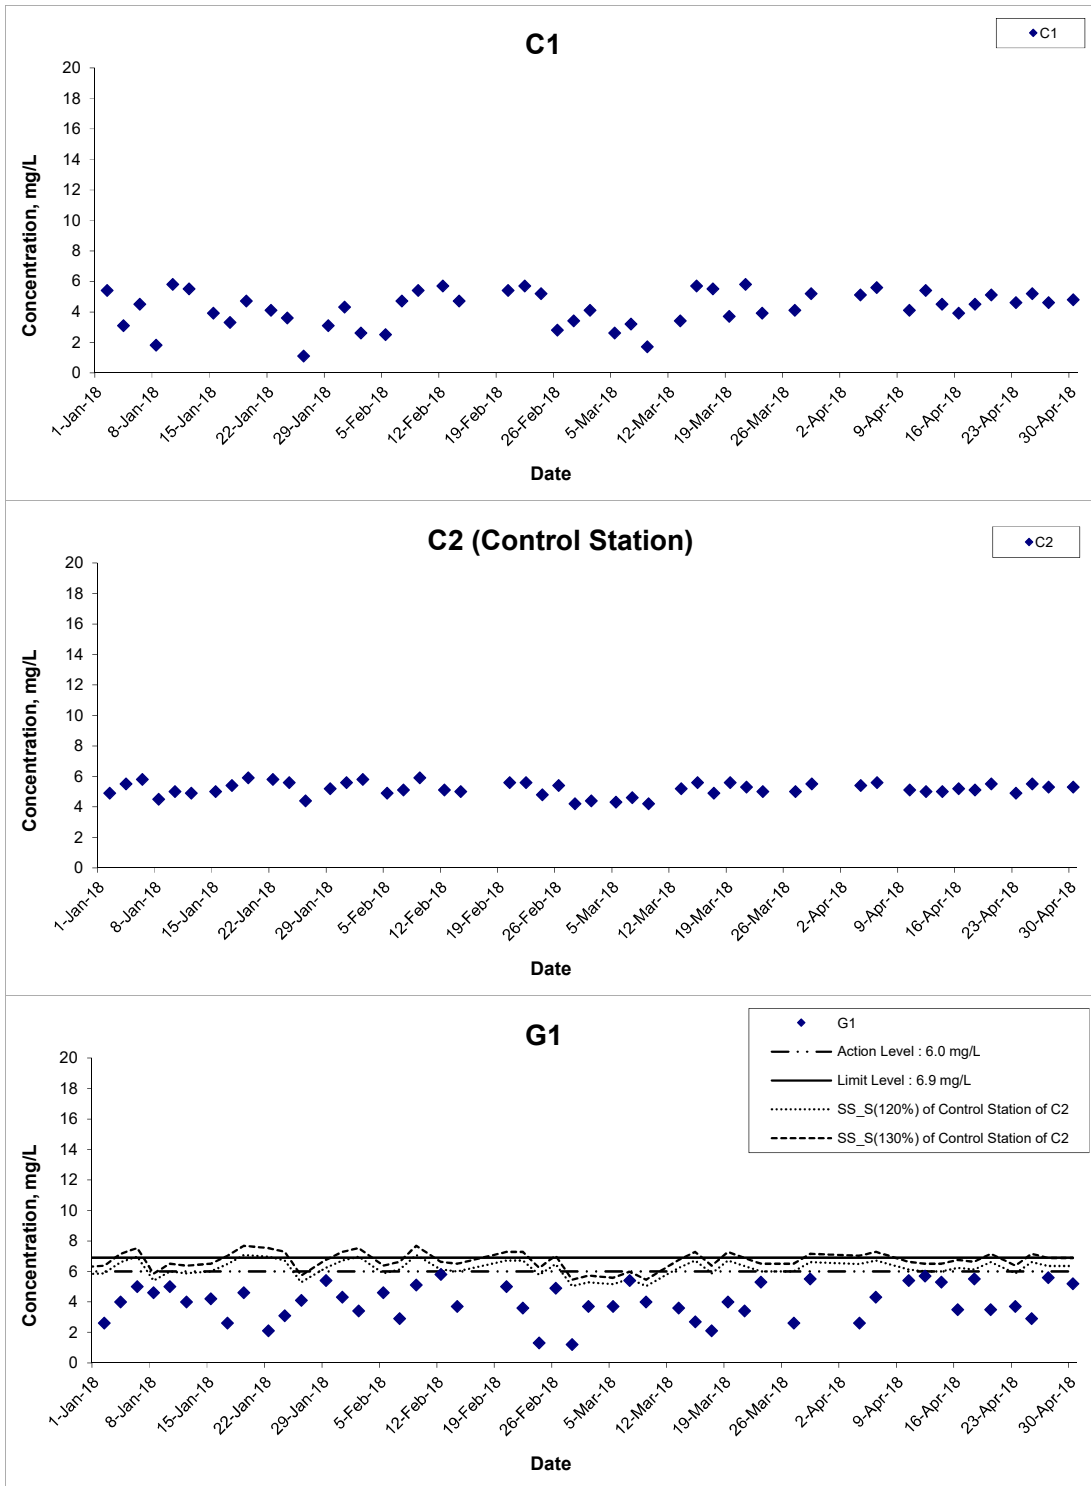 C1
C1
20
18
16
14
12
10
8
6
4
2
0
Concentration, mg/L
1-Jan-18
8-Jan-18
15-Jan-18
22-Jan-18
29-Jan-18
5-Feb-18
12-Feb-18
19-Feb-18
26-Feb-18
5-Mar-18
12-Mar-18
19-Mar-18
26-Mar-18
2-Apr-18
9-Apr-18
16-Apr-18
23-Apr-18
30-Apr-18
Date
C2 (Control Station)
C2
20
18
16
14
12
10
8
6
4
2
0
Concentration, mg/L
1-Jan-18
8-Jan-18
15-Jan-18
22-Jan-18
29-Jan-18
5-Feb-18
12-Feb-18
19-Feb-18
26-Feb-18
5-Mar-18
12-Mar-18
19-Mar-18
26-Mar-18
2-Apr-18
9-Apr-18
16-Apr-18
23-Apr-18
30-Apr-18
Date
G1
G1
Action Level : 6.0 mg/L
Limit Level : 6.9 mg/L
SS_S(120%) of Control Station of C2
SS_S(130%) of Control Station of C2
20
18
16
14
12
10
8
6
4
2
0
Concentration, mg/L
1-Jan-18
8-Jan-18
15-Jan-18
22-Jan-18
29-Jan-18
5-Feb-18
12-Feb-18
19-Feb-18
26-Feb-18
5-Mar-18
12-Mar-18
19-Mar-18
26-Mar-18
2-Apr-18
9-Apr-18
16-Apr-18
23-Apr-18
30-Apr-18
Date